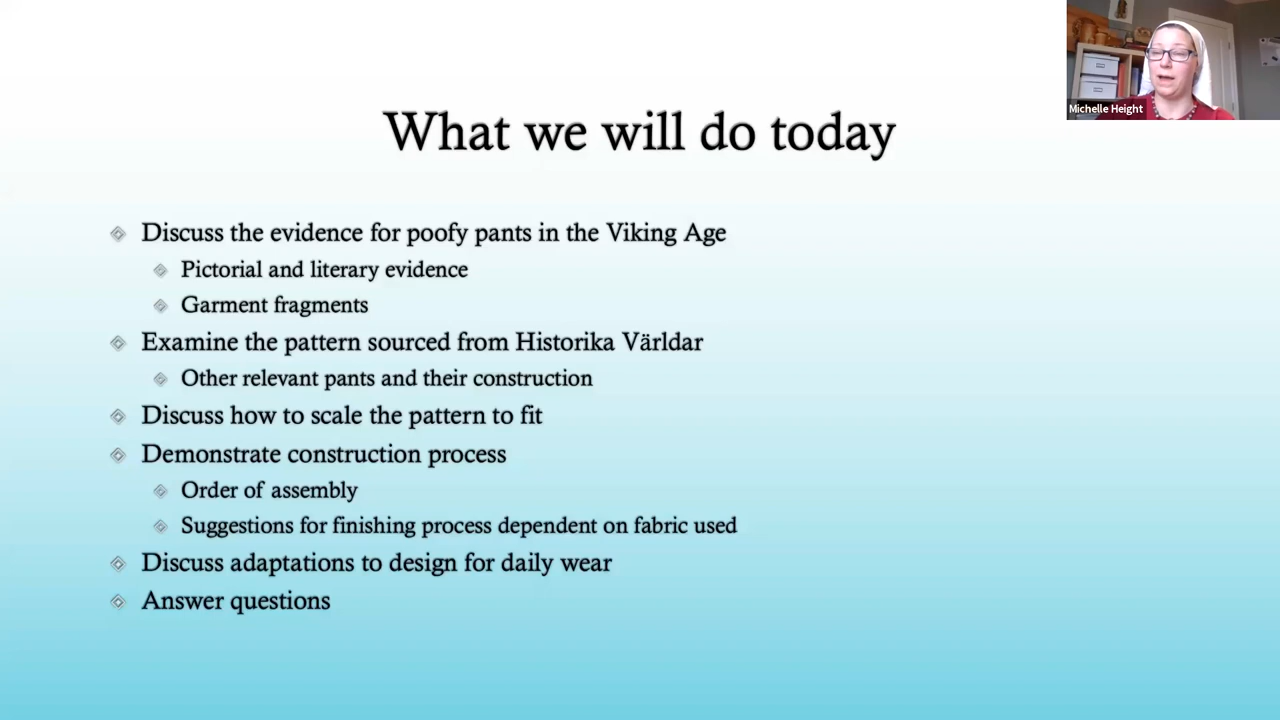 What we will do today
Discuss the evidence for poofy pants in the Viking Age
Pictorial and literary evidence
Garment fragments
Examine the pattern sourced from Historika Världar
Other relevant pants and their construction
Discuss how to scale the pattern to fit
Demonstrate construction process
Order of assembly
Suggestions for finishing process dependent on fabric used
Discuss adaptations to design for daily wear
Answer questions
Michelle Height